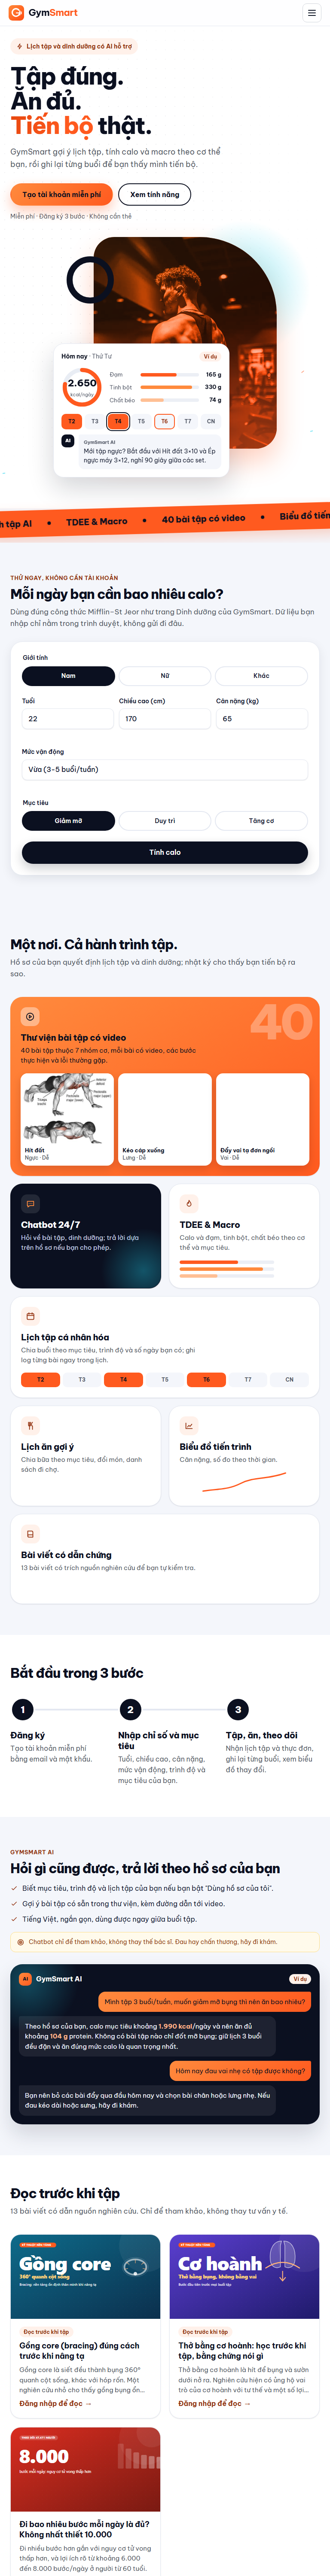 GymSmart
Lịch tập và dinh dưỡng có AI hỗ trợ
Tập đúng.
Ăn đủ.
Tiến bộ thật.
GymSmart gợi ý lịch tập, tính calo và macro theo cơ thể
bạn, rồi ghi lại từng buổi để bạn thấy mình tiến bộ.
Tạo tài khoản miễn phí
Xem tính năng
Miễn phí · Đăng ký 3 bước · Không cần thẻ
Hôm nay · Thứ Tư
Ví dụ
2.650
kcal/ngày
Đạm 165 g
Tinh bột 330 g
Chất béo 74 g
T2 T3 T4 T5 T6 T7 CN
AI
GymSmart AI
Mới tập ngực? Bắt đầu với Hít đất 3×10 và Ép
ngực máy 3×12, nghỉ 90 giây giữa các set.
h tập AI • TDEE & Macro • 40 bài tập có video • Biểu đồ tiến
THỬ NGAY, KHÔNG CẦN TÀI KHOẢN
Mỗi ngày bạn cần bao nhiêu calo?
Dùng đúng công thức Mifflin–St Jeor như trang Dinh dưỡng của GymSmart. Dữ liệu bạn
nhập chỉ nằm trong trình duyệt, không gửi đi đâu.
Giới tính
Nam Nữ Khác
Tuổi Chiều cao (cm) Cân nặng (kg)
22 170 65
Mức vận động
Vừa (3–5 buổi/tuần)
Mục tiêu
Giảm mỡ Duy trì Tăng cơ
Tính calo
Một nơi. Cả hành trình tập.
Hồ sơ của bạn quyết định lịch tập và dinh dưỡng; nhật ký cho thấy bạn tiến bộ ra
sao.
40
Thư viện bài tập có video
40 bài tập thuộc 7 nhóm cơ, mỗi bài có video, các bước
thực hiện và lỗi thường gặp.
Hít đất
Ngực · Dễ
Kéo cáp xuống
Lưng · Dễ
Đẩy vai tạ đơn ngồi
Vai · Dễ
Chatbot 24/7
Hỏi về bài tập, dinh dưỡng; trả lời dựa
trên hồ sơ nếu bạn cho phép.
TDEE & Macro
Calo và đạm, tinh bột, chất béo theo cơ
thể và mục tiêu.
Lịch tập cá nhân hóa
Chia buổi theo mục tiêu, trình độ và số ngày bạn có; ghi
log từng bài ngay trong lịch.
T2 T3 T4 T5 T6 T7 CN
Lịch ăn gợi ý
Chia bữa theo mục tiêu, đổi món, danh
sách đi chợ.
Biểu đồ tiến trình
Cân nặng, số đo theo thời gian.
Bài viết có dẫn chứng
13 bài viết có trích nguồn nghiên cứu để bạn tự kiểm tra.
Bắt đầu trong 3 bước
1
Đăng ký
Tạo tài khoản miễn phí
bằng email và mật khẩu.
2
Nhập chỉ số và mục
tiêu
Tuổi, chiều cao, cân nặng,
mức vận động, trình độ và
mục tiêu của bạn.
3
Tập, ăn, theo dõi
Nhận lịch tập và thực đơn,
ghi lại từng buổi, xem biểu
đồ thay đổi.
GYMSMART AI
Hỏi gì cũng được, trả lời theo hồ sơ của bạn
Biết mục tiêu, trình độ và lịch tập của bạn nếu bạn bật "Dùng hồ sơ của tôi".
Gợi ý bài tập có sẵn trong thư viện, kèm đường dẫn tới video.
Tiếng Việt, ngắn gọn, dùng được ngay giữa buổi tập.
Chatbot chỉ để tham khảo, không thay thế bác sĩ. Đau hay chấn thương, hãy đi khám.
AI GymSmart AI
Ví dụ
Mình tập 3 buổi/tuần, muốn giảm mỡ bụng thì nên ăn bao nhiêu?
Theo hồ sơ của bạn, calo mục tiêu khoảng 1.990 kcal/ngày và nên ăn đủ
khoảng 104 g protein. Không có bài tập nào chỉ đốt mỡ bụng; giữ lịch 3 buổi
đều đặn và ăn đúng mức calo là quan trọng nhất.
Hôm nay đau vai nhẹ có tập được không?
Bạn nên bỏ các bài đẩy qua đầu hôm nay và chọn bài chân hoặc lưng nhẹ. Nếu
đau kéo dài hoặc sưng, hãy đi khám.
Đọc trước khi tập
13 bài viết có dẫn nguồn nghiên cứu. Chỉ để tham khảo, không thay tư vấn y tế.
Gồng core
360° quanh cột sống
Cơ hoành
Thở bằng bụng, không bằng vai
Đọc trước khi tập
Gồng core (bracing) đúng cách
trước khi nâng tạ
Gồng core là siết đều thành bụng 360°
quanh cột sống, khác với hóp rốn. Một
nghiên cứu nhỏ cho thấy gồng bụng ổn...
Đăng nhập để đọc →
Đọc trước khi tập
Thở bằng cơ hoành: học trước khi
tập, bằng chứng nói gì
Thở bằng cơ hoành là hít để bụng và sườn
dưới nở ra. Nghiên cứu hiện có ủng hộ vai
trò của cơ hoành với tư thế và một số lợi...
Đăng nhập để đọc →
8.000
bước mỗi ngày, nguy cơ tử vong thấp hơn
Đi bao nhiêu bước mỗi ngày là đủ?
Không nhất thiết 10.000
Đi nhiều bước hơn gắn với nguy cơ tử vong
thấp hơn, và lợi ích rõ từ khoảng 6.000
đến 8.000 bước/ngày ở người từ 60 tuổi.